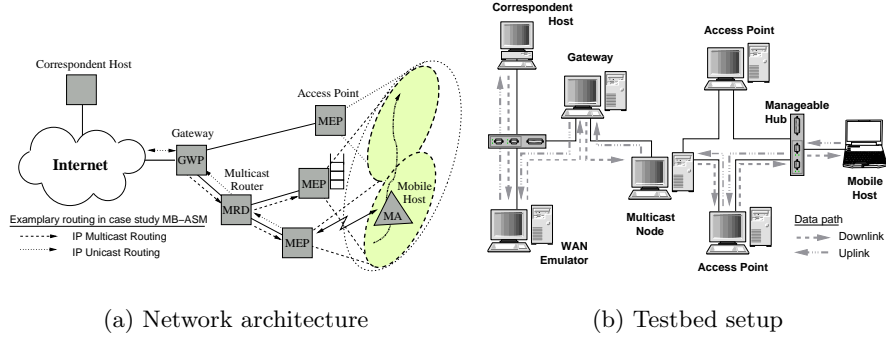 Correspondent Host
Internet
Gateway
GWP
Multicast
Router
MRD
Access Point
MEP
MEP
MEP
Mobile
Host
MA
Examplary routing in case study MB−ASM
IP Multicast Routing
IP Unicast Routing
(a) Network architecture
Correspondent
Host
Gateway
Access Point
Manageable
Hub
Mobile
Host
Multicast
Node
WAN
Emulator
Access Point
Data path
Downlink
Uplink
(b) Testbed setup